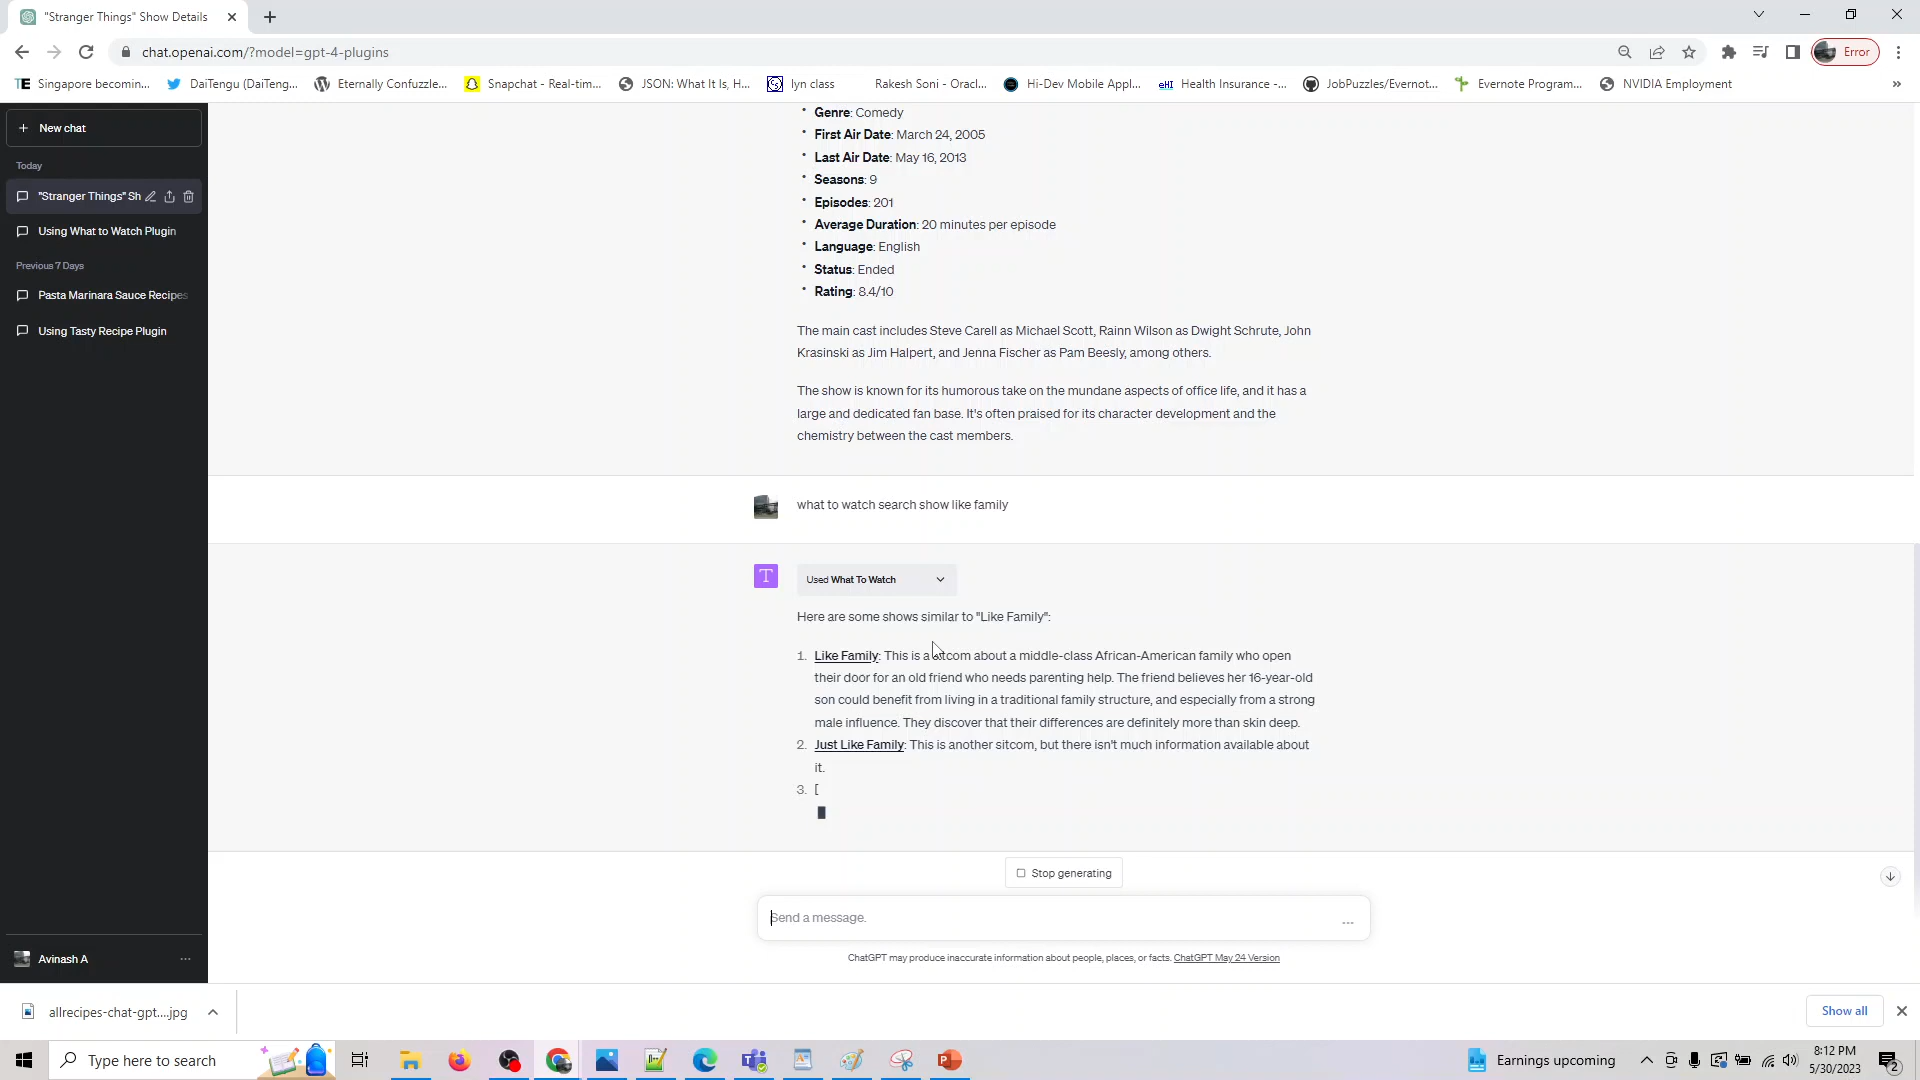 "Stranger Things" Show Details
chat.openai.com/?model=gpt-4-plugins
Error
TE Singapore becomin...
DaiTengu (DaiTeng...
Eternally Confuzzle...
Snapchat - Real-tim...
JSON: What It Is, H...
lyn class
Rakesh Soni - Oracl...
Hi-Dev Mobile Appl...
eHI Health Insurance -...
JobPuzzles/Evernot...
Evernote Program...
NVIDIA Employment
»
+ New chat
Today
"Stranger Things" Sh
Using What to Watch Plugin
Previous 7 Days
Pasta Marinara Sauce Recipes
Using Tasty Recipe Plugin
Avinash A
...
• Genre: Comedy
• First Air Date: March 24, 2005
• Last Air Date: May 16, 2013
• Seasons: 9
• Episodes: 201
• Average Duration: 20 minutes per episode
• Language: English
• Status: Ended
• Rating: 8.4/10
The main cast includes Steve Carell as Michael Scott, Rainn Wilson as Dwight Schrute, John
Krasinski as Jim Halpert, and Jenna Fischer as Pam Beesly, among others.
The show is known for its humorous take on the mundane aspects of office life, and it has a
large and dedicated fan base. It's often praised for its character development and the
chemistry between the cast members.
what to watch search show like family
T
Used What To Watch
Here are some shows similar to "Like Family":
1. Like Family: This is a sitcom about a middle-class African-American family who open
their door for an old friend who needs parenting help. The friend believes her 16-year-old
son could benefit from living in a traditional family structure, and especially from a strong
male influence. They discover that their differences are definitely more than skin deep.
2. Just Like Family: This is another sitcom, but there isn't much information available about
it.
3. [
Stop generating
Send a message.
...
ChatGPT may produce inaccurate information about people, places, or facts. ChatGPT May 24 Version
allrecipes-chat-gpt....jpg
Show all
Type here to search
Earnings upcoming
8:12 PM
5/30/2023
2